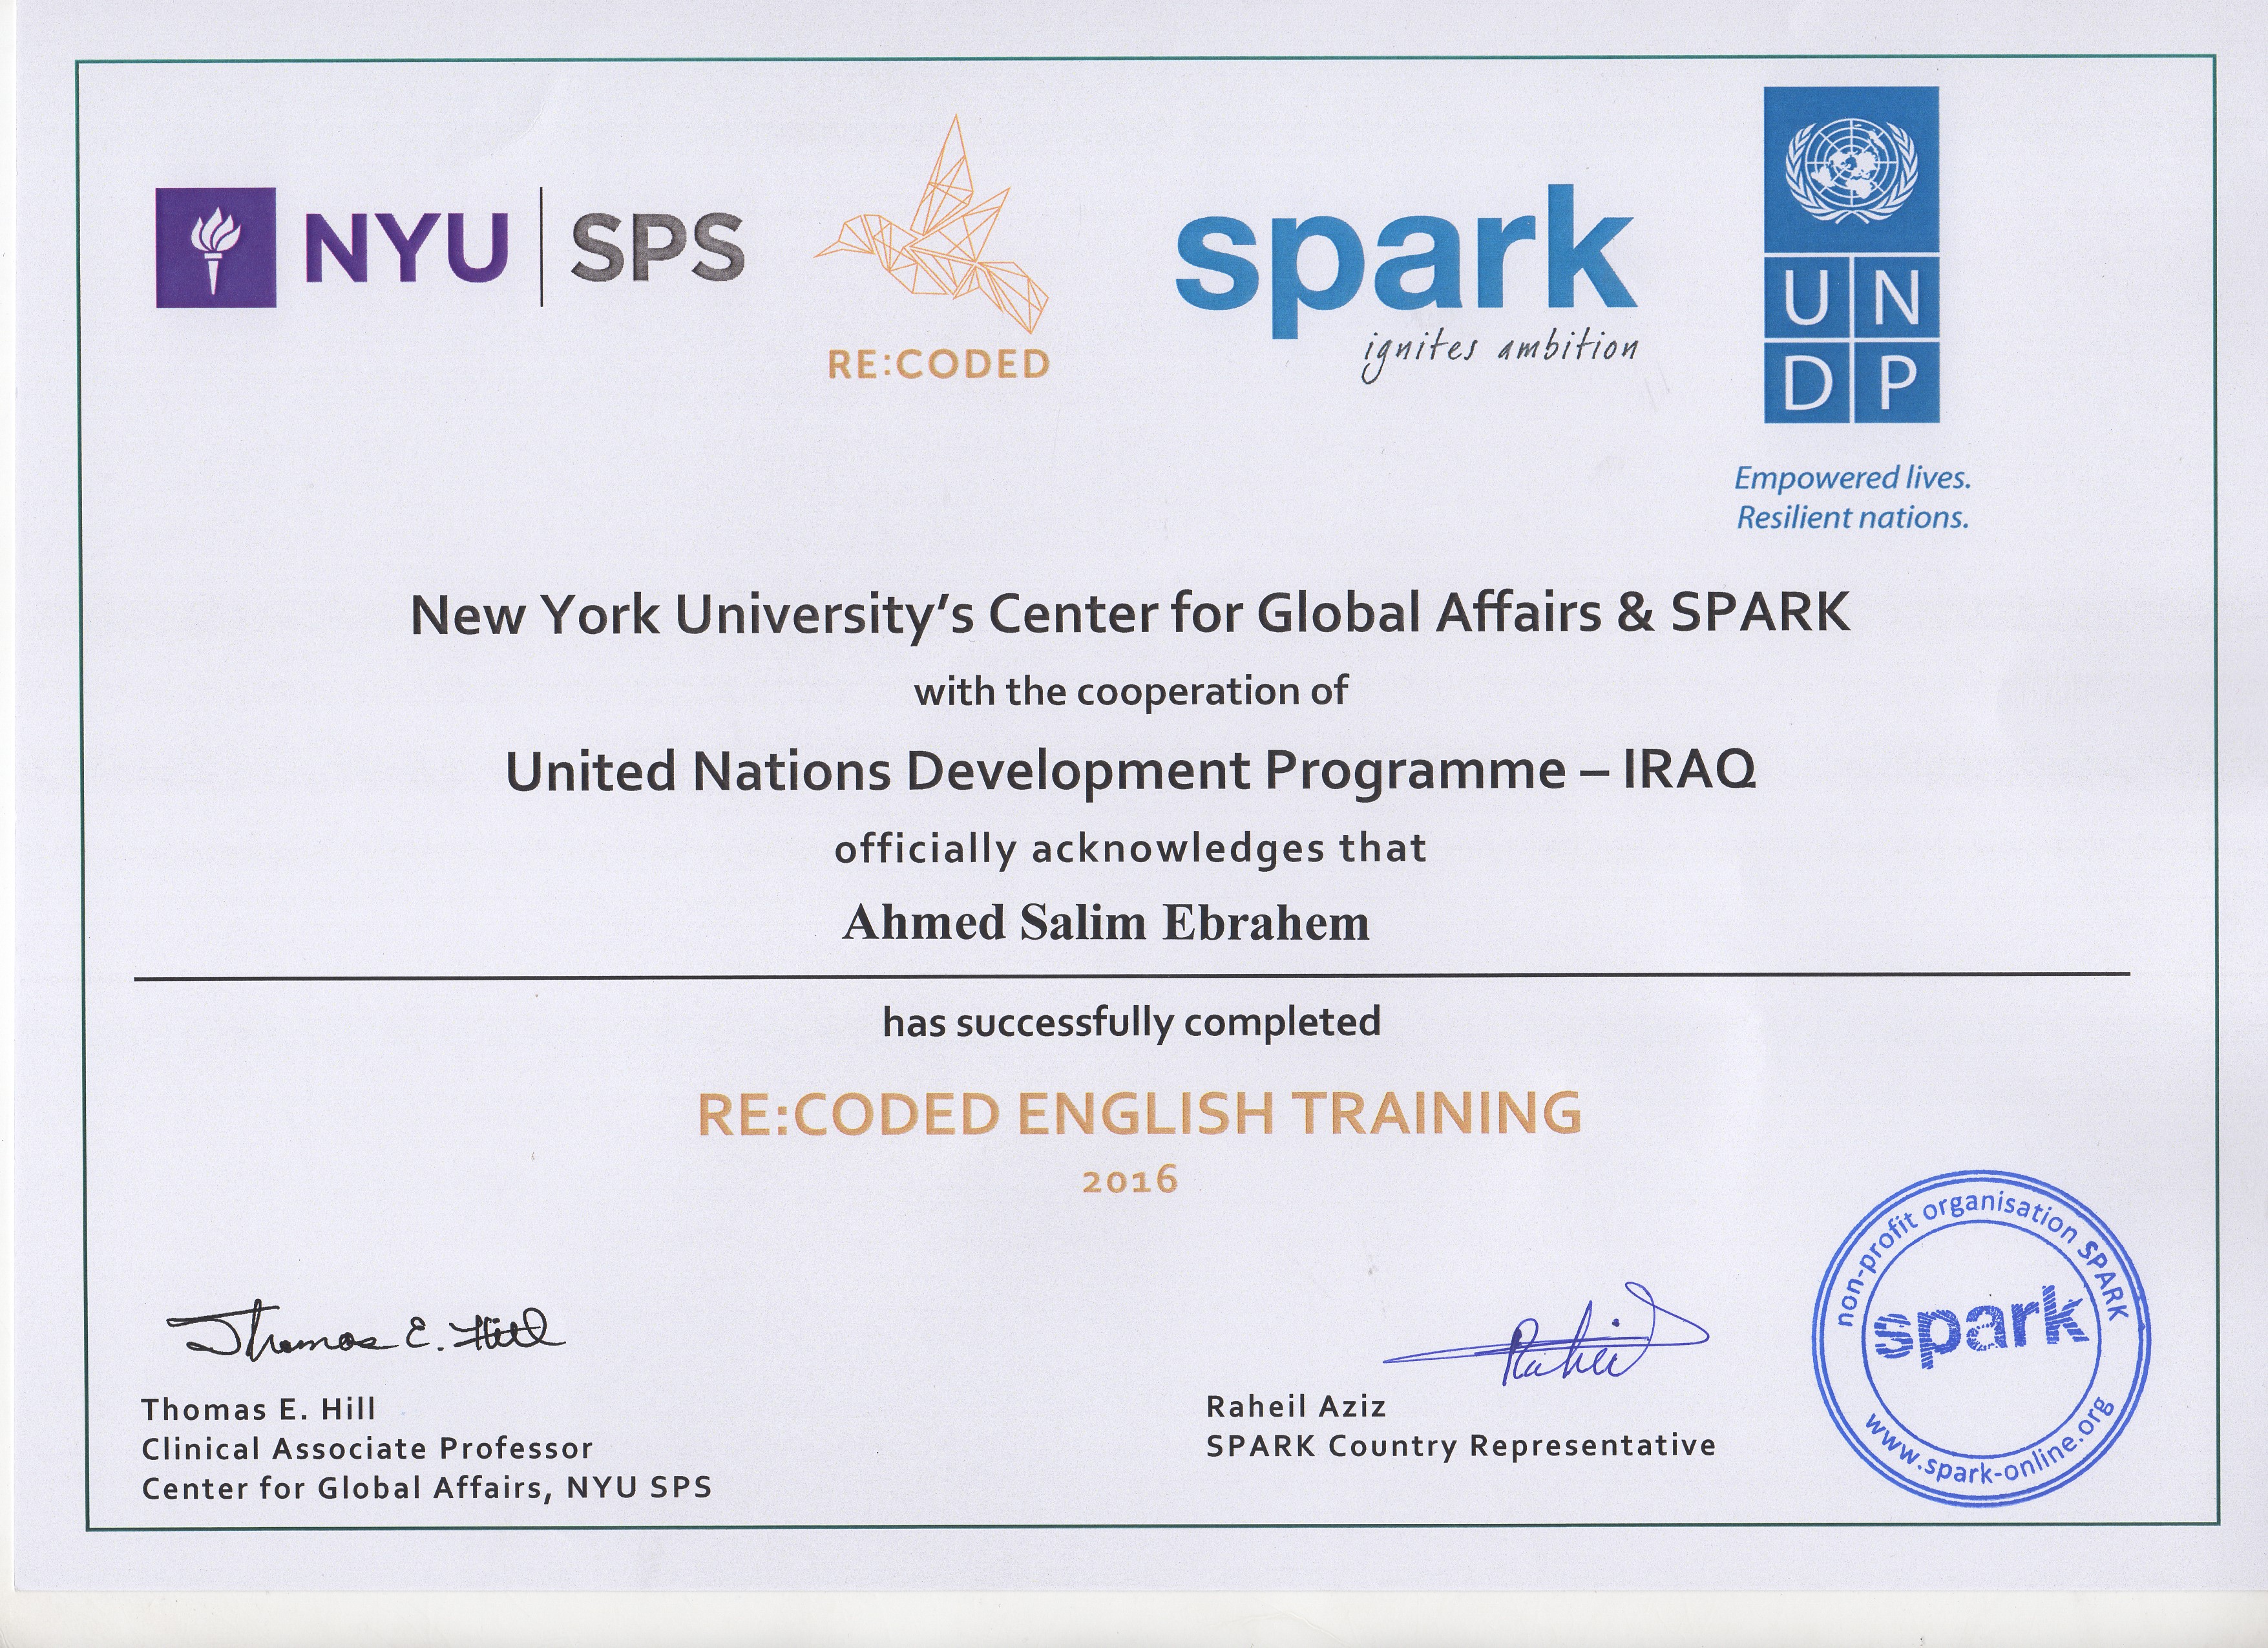 NYU SPS
RE:CODED
spark
ignites ambition
U N
D P
Empowered lives.
Resilient nations.
New York University's Center for Global Affairs & SPARK
with the cooperation of
United Nations Development Programme – IRAQ
officially acknowledges that
Ahmed Salim Ebrahem
has successfully completed
RE:CODED ENGLISH TRAINING
2016
Thomas E. Hill
Thomas E. Hill
Clinical Associate Professor
Center for Global Affairs, NYU SPS
Raheil
Raheil Aziz
SPARK Country Representative
non-profit organisation SPARK
spark
www.spark-online.org